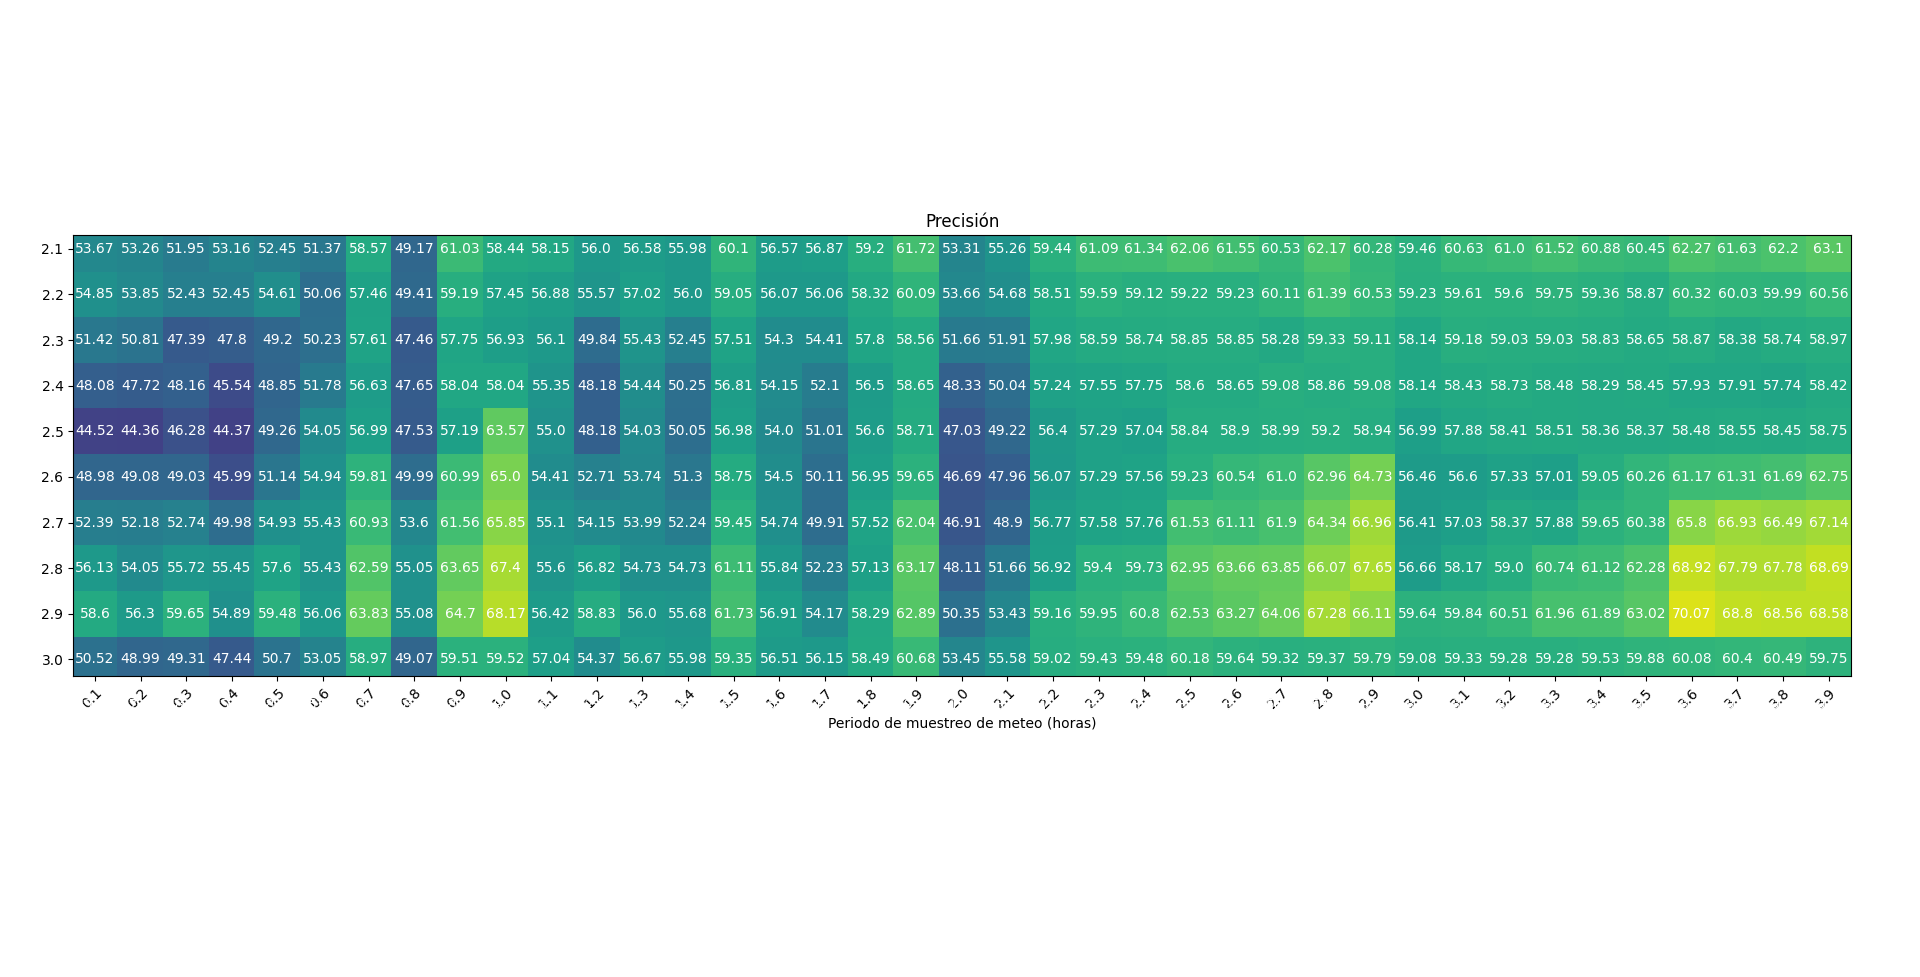 Precisión
2.1 53.67 53.26 51.95 53.16 52.45 51.37 58.57 49.17 61.03 58.44 58.15 56.0 56.58 55.98 60.1 56.57 56.87 59.2 61.72 53.31 55.26 59.44 61.09 61.34 62.06 61.55 60.53 62.17 60.28 59.46 60.63 61.0 61.52 60.88 60.45 62.27 61.63 62.2 63.1
2.2 54.85 53.85 52.43 52.45 54.61 50.06 57.46 49.41 59.19 57.45 56.88 55.57 57.02 56.0 59.05 56.07 56.06 58.32 60.09 53.66 54.68 58.51 59.59 59.12 59.22 59.23 60.11 61.39 60.53 59.23 59.61 59.6 59.75 59.36 58.87 60.32 60.03 59.99 60.56
2.3 51.42 50.81 47.39 47.8 49.2 50.23 57.61 47.46 57.75 56.93 56.1 49.84 55.43 52.45 57.51 54.3 54.41 57.8 58.56 51.66 51.91 57.98 58.59 58.74 58.85 58.85 58.28 59.33 59.11 58.14 59.18 59.03 59.03 58.83 58.65 58.87 58.38 58.74 58.97
2.4 48.08 47.72 48.16 45.54 48.85 51.78 56.63 47.65 58.04 58.04 55.35 48.18 54.44 50.25 56.81 54.15 52.1 56.5 58.65 48.33 50.04 57.24 57.55 57.75 58.6 58.65 59.08 58.86 59.08 58.14 58.43 58.73 58.48 58.29 58.45 57.93 57.91 57.74 58.42
2.5 44.52 44.36 46.28 44.37 49.26 54.05 56.99 47.53 57.19 63.57 55.0 48.18 54.03 50.05 56.98 54.0 51.01 56.6 58.71 47.03 49.22 56.4 57.29 57.04 58.84 58.9 58.99 59.2 58.94 56.99 57.88 58.41 58.51 58.36 58.37 58.48 58.55 58.45 58.75
2.6 48.98 49.08 49.03 45.99 51.14 54.94 59.81 49.99 60.99 65.0 54.41 52.71 53.74 51.3 58.75 54.5 50.11 56.95 59.65 46.69 47.96 56.07 57.29 57.56 59.23 60.54 61.0 62.96 64.73 56.46 56.6 57.33 57.01 59.05 60.26 61.17 61.31 61.69 62.75
2.7 52.39 52.18 52.74 49.98 54.93 55.43 60.93 53.6 61.56 65.85 55.1 54.15 53.99 52.24 59.45 54.74 49.91 57.52 62.04 46.91 48.9 56.77 57.58 57.76 61.53 61.11 61.9 64.34 66.96 56.41 57.03 58.37 57.88 59.65 60.38 65.8 66.93 66.49 67.14
2.8 56.13 54.05 55.72 55.45 57.6 55.43 62.59 55.05 63.65 67.4 55.6 56.82 54.73 54.73 61.11 55.84 52.23 57.13 63.17 48.11 51.66 56.92 59.4 59.73 62.95 63.66 63.85 66.07 67.65 56.66 58.17 59.0 60.74 61.12 62.28 68.92 67.79 67.78 68.69
2.9 58.6 56.3 59.65 54.89 59.48 56.06 63.83 55.08 64.7 68.17 56.42 58.83 56.0 55.68 61.73 56.91 54.17 58.29 62.89 50.35 53.43 59.16 59.95 60.8 62.53 63.27 64.06 67.28 66.11 59.64 59.84 60.51 61.96 61.89 63.02 70.07 68.8 68.56 68.58
3.0 50.52 48.99 49.31 47.44 50.7 53.05 58.97 49.07 59.51 59.52 57.04 54.37 56.67 55.98 59.35 56.51 56.15 58.49 60.68 53.45 55.58 59.02 59.43 59.48 60.18 59.64 59.32 59.37 59.79 59.08 59.33 59.28 59.28 59.53 59.88 60.08 60.4 60.49 59.75
0.1 0.2 0.3 0.4 0.5 0.6 0.7 0.8 0.9 1.0 1.1 1.2 1.3 1.4 1.5 1.6 1.7 1.8 1.9 2.0 2.1 2.2 2.3 2.4 2.5 2.6 2.7 2.8 2.9 3.0 3.1 3.2 3.3 3.4 3.5 3.6 3.7 3.8 3.9
Periodo de muestreo de meteo (horas)